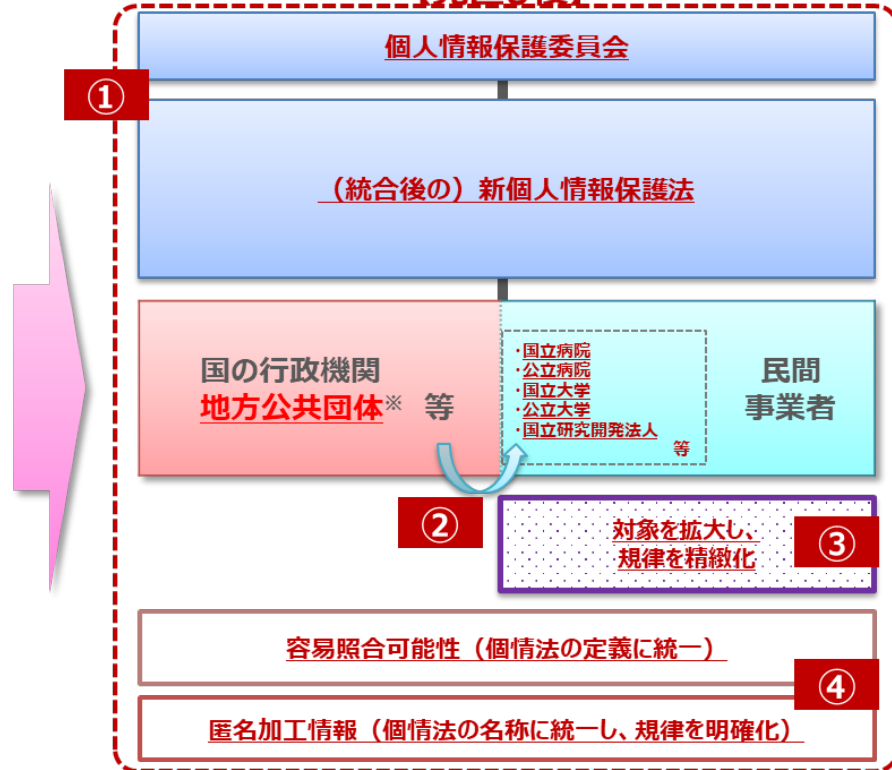 個人情報保護委員会
①
（統合後の）新個人情報保護法
国の行政機関
地方公共団体※ 等
・国立病院
・公立病院
・国立大学
・公立大学
・国立研究開発法人
等
民間
事業者
②
対象を拡大し、
規律を精緻化
③
容易照合可能性（個情法の定義に統一）
④
匿名加工情報（個情法の名称に統一し、規律を明確化）